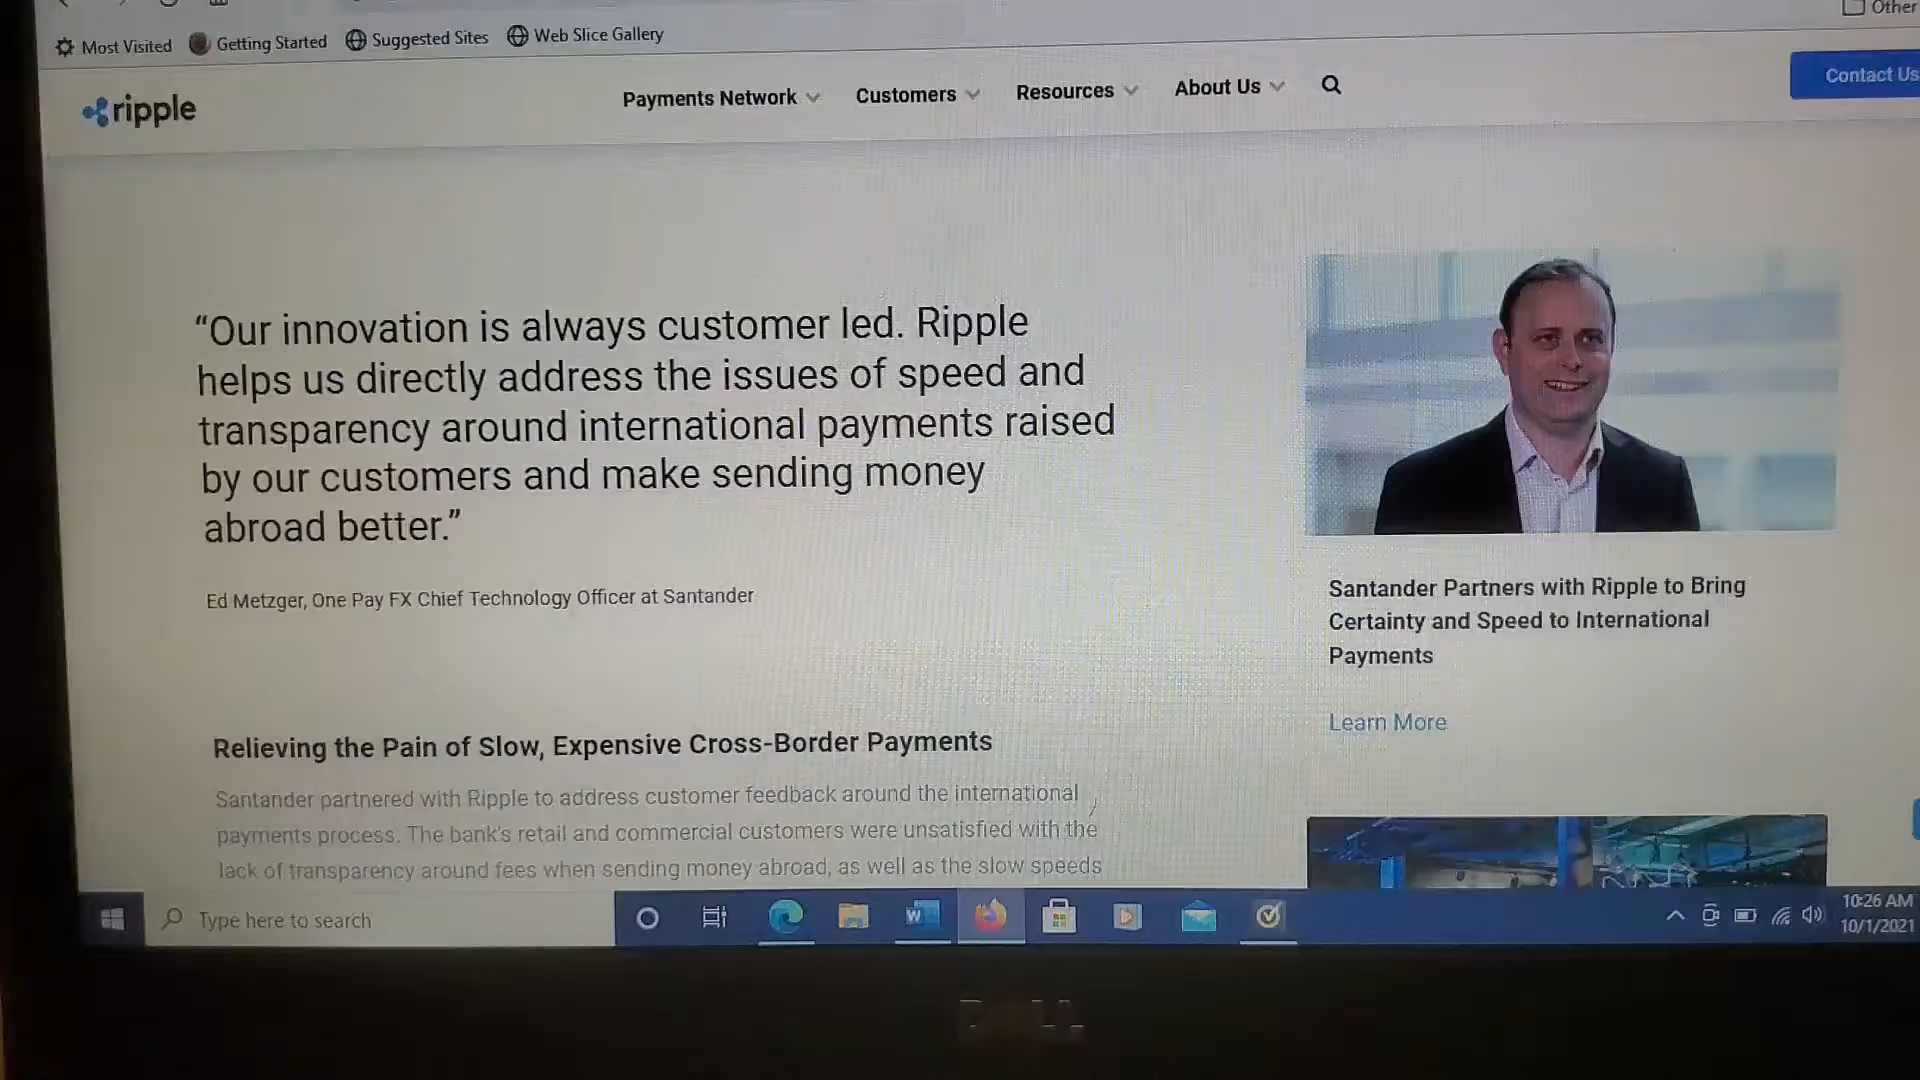 Other
Most Visited Getting Started Suggested Sites Web Slice Gallery
ripple
Payments Network Customers Resources About Us
Contact Us
“Our innovation is always customer led. Ripple
helps us directly address the issues of speed and
transparency around international payments raised
by our customers and make sending money
abroad better.”
Ed Metzger, One Pay FX Chief Technology Officer at Santander
Santander Partners with Ripple to Bring
Certainty and Speed to International
Payments
Learn More
Relieving the Pain of Slow, Expensive Cross-Border Payments
Santander partnered with Ripple to address customer feedback around the international
payments process. The bank's retail and commercial customers were unsatisfied with the
lack of transparency around fees when sending money abroad, as well as the slow speeds
Type here to search
W
10:26 AM
10/1/2021